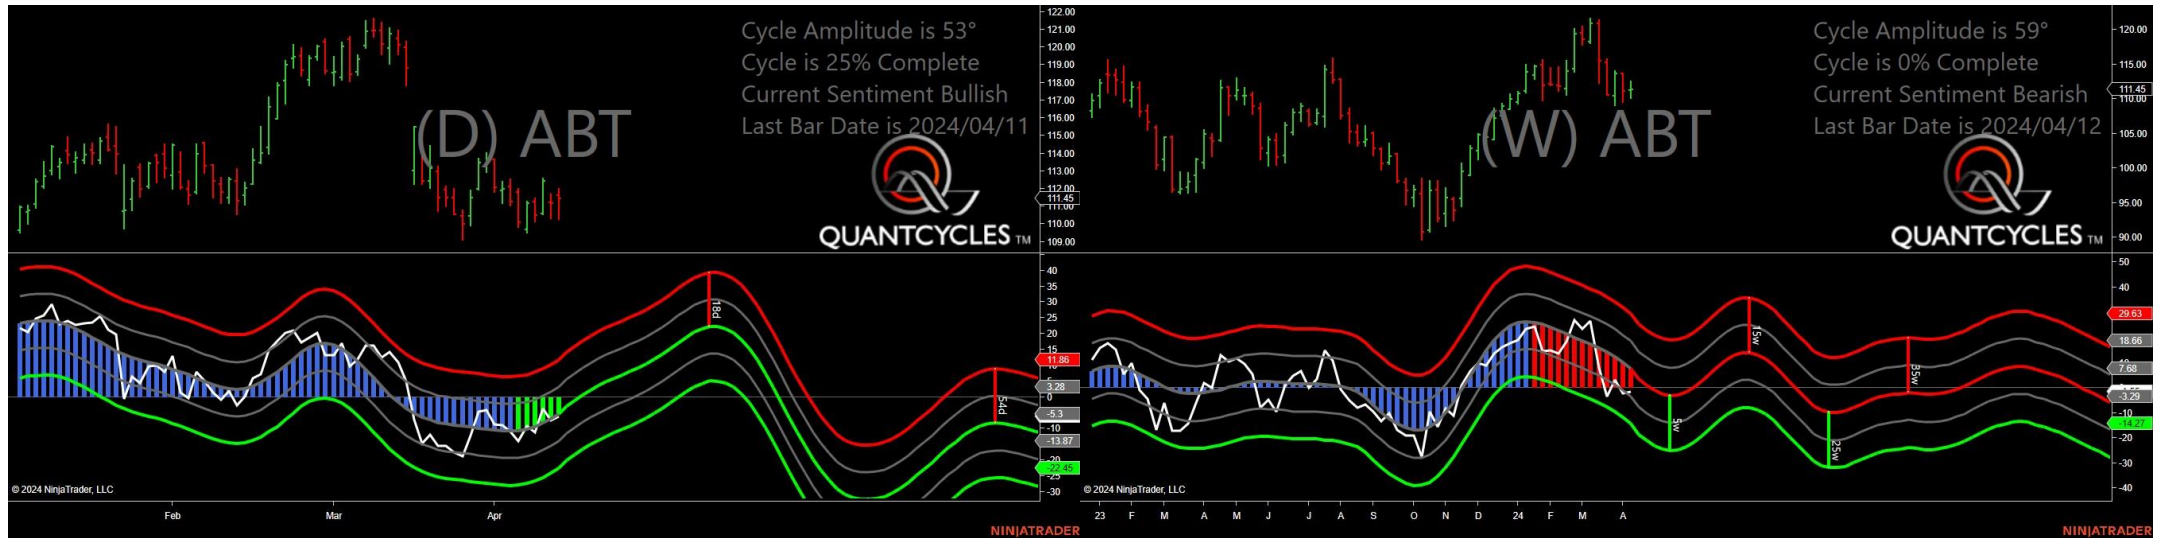 Cycle Amplitude is 53°
Cycle is 25% Complete
Current Sentiment Bullish
Last Bar Date is 2024/04/11
(D) ABT
QUANTCYCLES TM
122.00
121.00
120.00
119.00
118.00
117.00
116.00
115.00
114.00
113.00
112.00
111.45
111.00
110.00
109.00
18d
54d
40
35
30
25
20
15
11.86
3.28
0
-5.3
-10
-13.87
-20
-22.45
-25
-30
© 2024 NinjaTrader, LLC
Feb
Mar
Apr
NINJATRADER
Cycle Amplitude is 59°
Cycle is 0% Complete
Current Sentiment Bearish
Last Bar Date is 2024/04/12
(W) ABT
QUANTCYCLES TM
120.00
115.00
111.45
110.00
105.00
100.00
95.00
90.00
15w
35w
5w
25w
50
40
29.63
18.66
7.68
-3.29
-10
-14.27
-20
-30
-40
© 2024 NinjaTrader, LLC
23 F M A M J J A S O N D 24 F M A
NINJATRADER